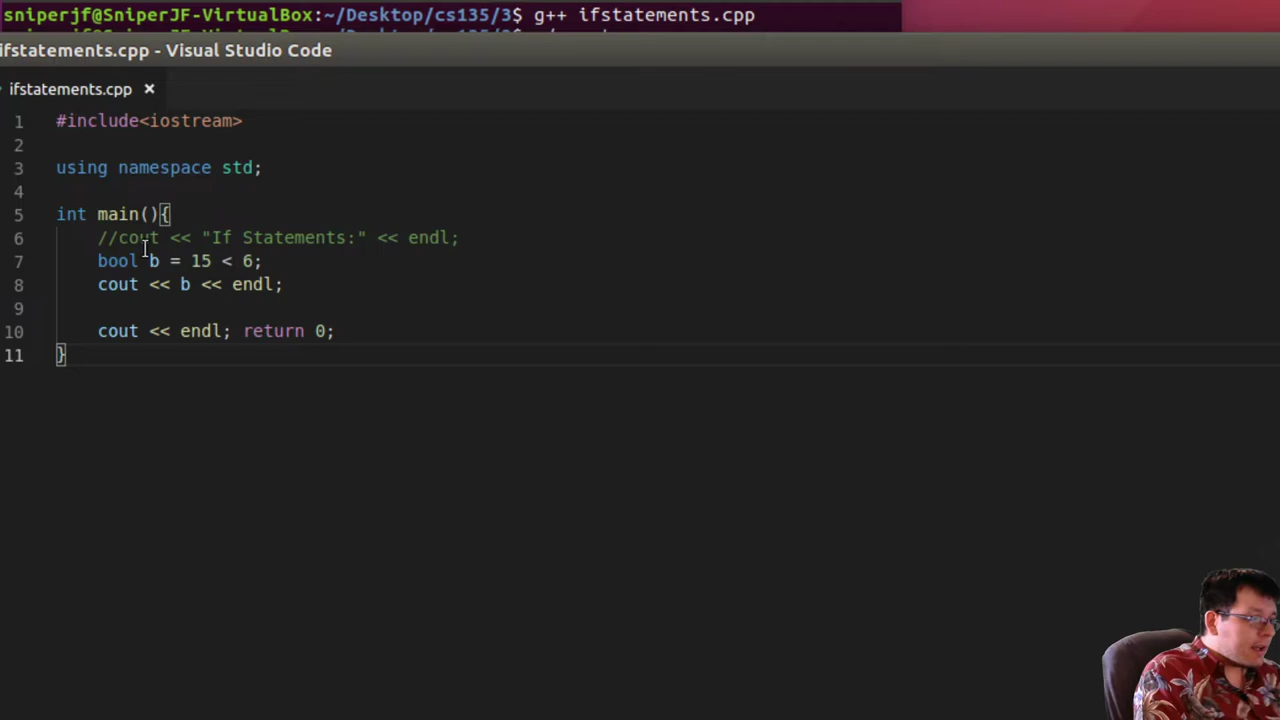 sniperjf@SniperJF-VirtualBox:~/Desktop/cs135/3$ g++ ifstatements.cpp
ifstatements.cpp - Visual Studio Code
ifstatements.cpp ×
1 #include<iostream>
2
3 using namespace std;
4
5 int main(){
6 //cout << "If Statements:" << endl;
7 bool b = 15 < 6;
8 cout << b << endl;
9
10 cout << endl; return 0;
11 }